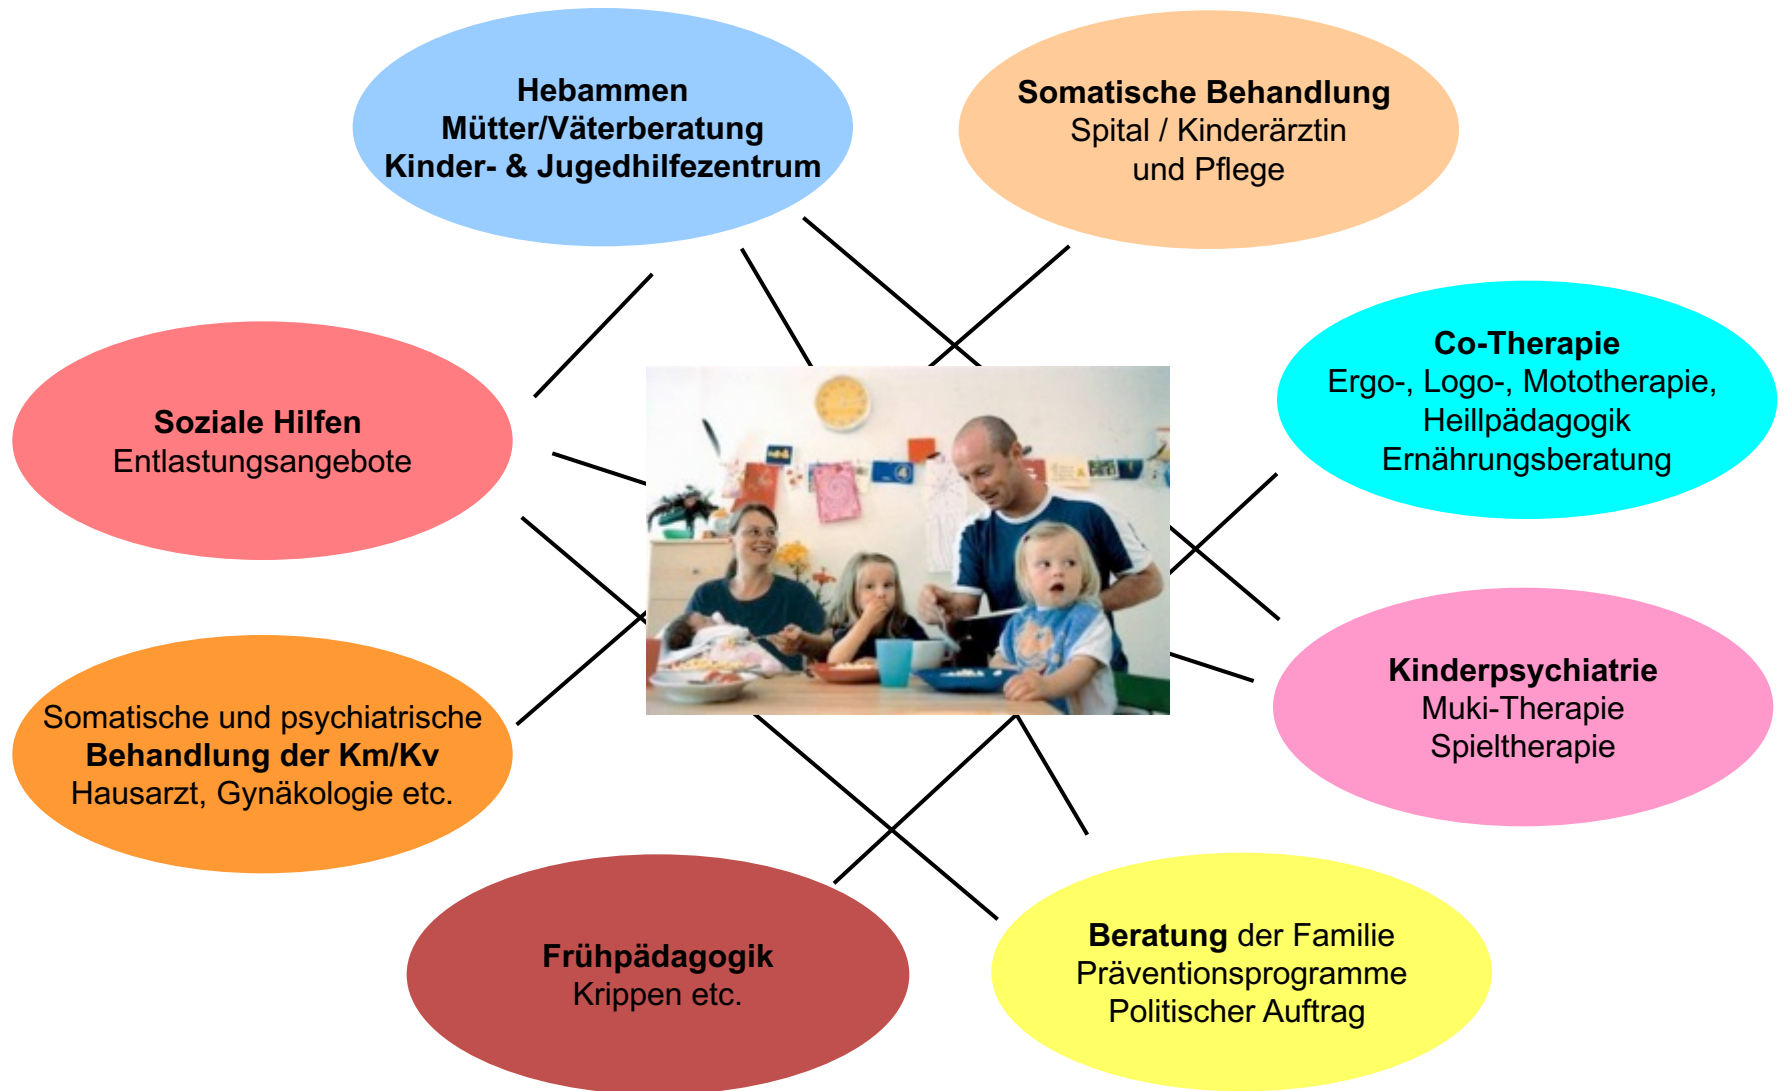 Hebammen
Mütter/Väterberatung
Kinder- & Jugedhilfezentrum
Somatische Behandlung
Spital / Kinderärztin
und Pflege
Soziale Hilfen
Entlastungsangebote
Co-Therapie
Ergo-, Logo-, Mototherapie,
Heillpädagogik
Ernährungsberatung
Somatische und psychiatrische
Behandlung der Km/Kv
Hausarzt, Gynäkologie etc.
Kinderpsychiatrie
Muki-Therapie
Spieltherapie
Frühpädagogik
Krippen etc.
Beratung der Familie
Präventionsprogramme
Politischer Auftrag